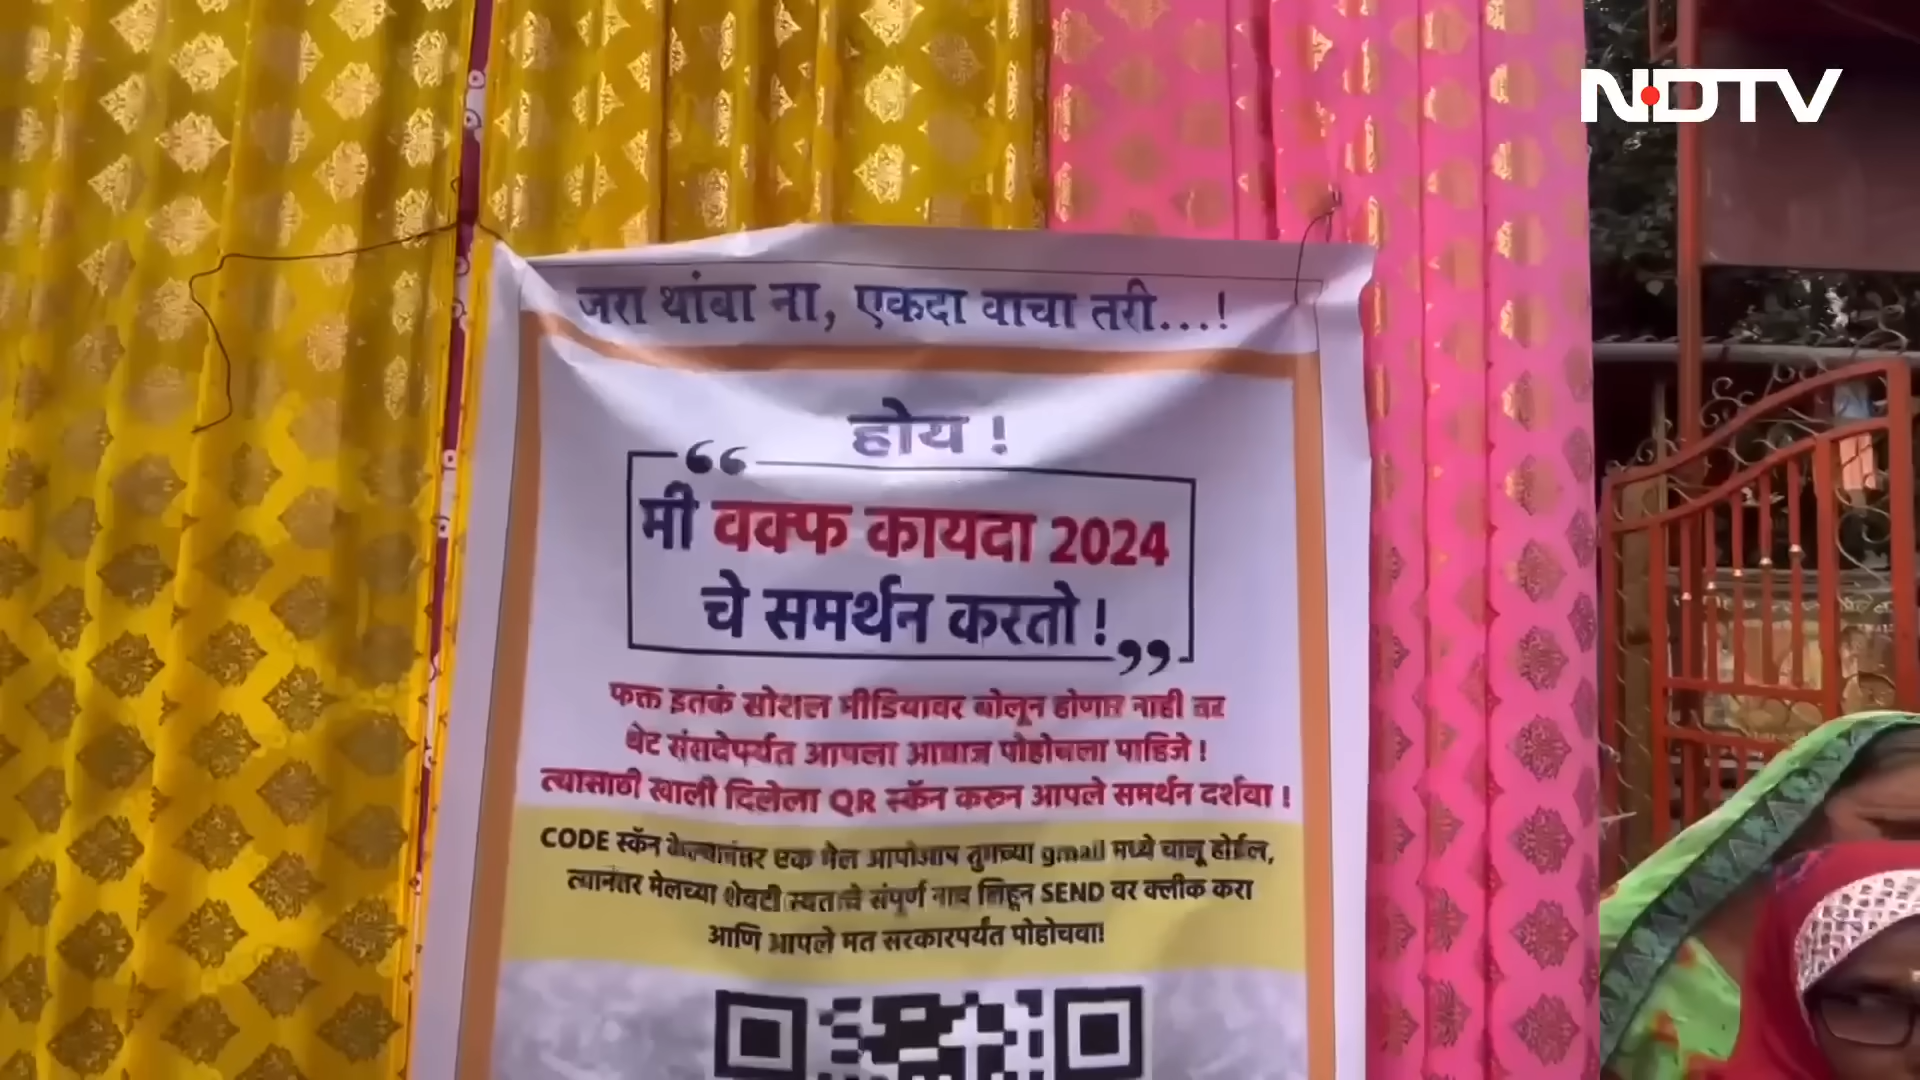 NDTV
जरा थांबा ना, एकदा वाचा तरी...!
होय !
“ मी वक्फ कायदा 2024
चे समर्थन करतो ! ”
फक्त इतकं सोशल मीडियावर बोलून होणार नाही तर
थेट संसदेपर्यंत आपला आवाज पोहोचला पाहिजे !
त्यासाठी खाली दिलेला QR स्कॅन करून आपले समर्थन दर्शवा !
CODE स्कॅन केल्यानंतर एक मेल आपोआप तुमच्या gmail मध्ये चालू होईल,
त्यानंतर मेलच्या शेवटी स्वतःचे संपूर्ण नाव लिहून SEND वर क्लीक करा
आणि आपले मत सरकारपर्यंत पोहोचवा!